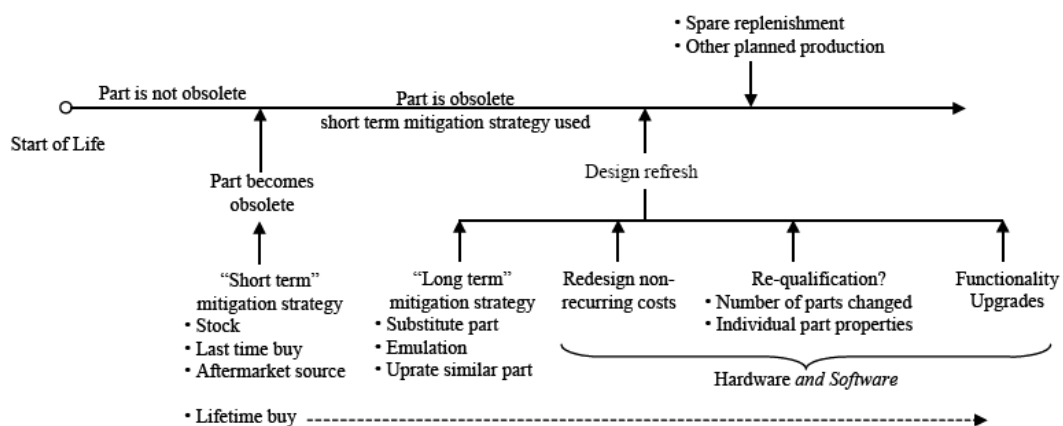 • Spare replenishment
• Other planned production
Part is not obsolete
Part is obsolete
short term mitigation strategy used
Start of Life
Part becomes
obsolete
Design refresh
“Short term”
mitigation strategy
• Stock
• Last time buy
• Aftermarket source
• Lifetime buy
“Long term”
mitigation strategy
• Substitute part
• Emulation
• Uprate similar part
Redesign non-
recurring costs
Re-qualification?
• Number of parts changed
• Individual part properties
Functionality
Upgrades
Hardware and Software